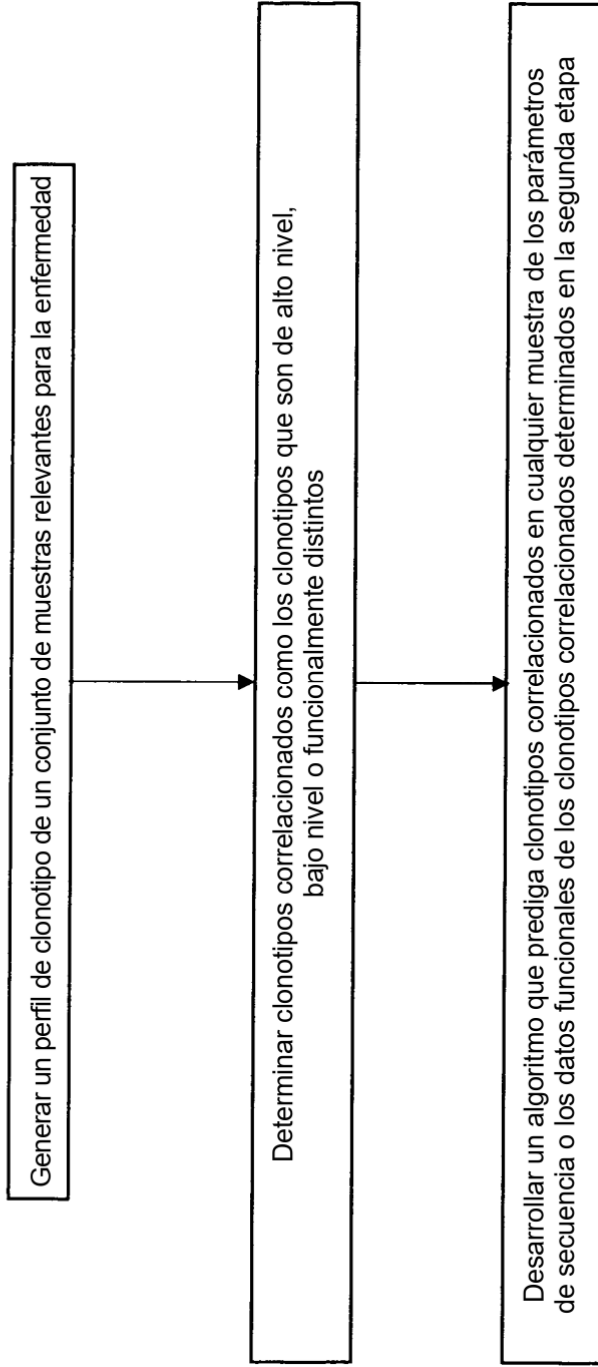 Generar un perfil de clonotipo de un conjunto de muestras relevantes para la enfermedad
Determinar clonotipos correlacionados como los clonotipos que son de alto nivel,
bajo nivel o funcionalmente distintos
Desarrollar un algoritmo que prediga clonotipos correlacionados en cualquier muestra de los parámetros
de secuencia o los datos funcionales de los clonotipos correlacionados determinados en la segunda etapa